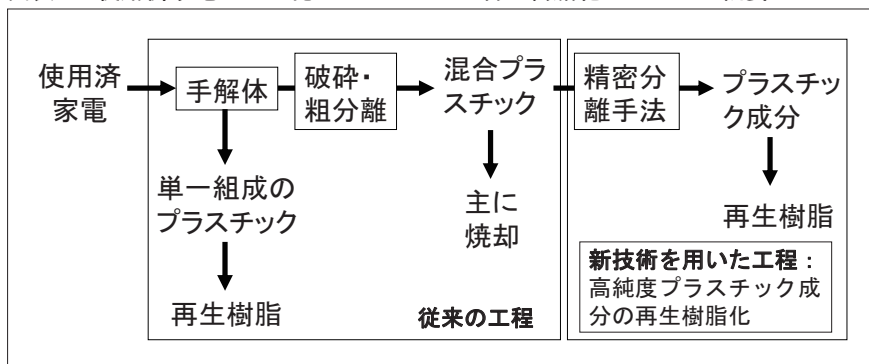 使用済
家電
手解体
破砕・
粗分離
混合プラ
スチック
精密分
離手法
プラスチッ
ク成分
単一組成の
プラスチック
主に
焼却
再生樹脂
再生樹脂
従来の工程
新技術を用いた工程：
高純度プラスチック成
分の再生樹脂化